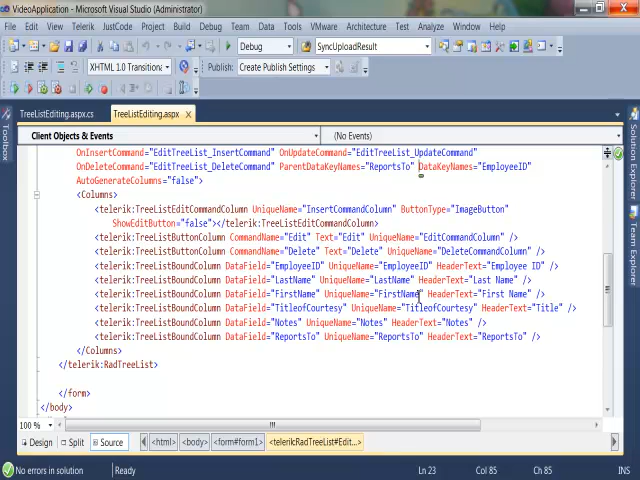 VideoApplication - Microsoft Visual Studio (Administrator)
File Edit View Telerik JustCode Project Build Debug Team Data Tools VMware Architecture Test Analyze Window Help
Debug SyncUploadResult
XHTML 1.0 Transition Publish: Create Publish Settings
TreeListEditing.aspx.cs TreeListEditing.aspx
Client Objects & Events (No Events)
OnInsertCommand="EditTreeList_InsertCommand" OnUpdateCommand="EditTreeList_UpdateCommand"
OnDeleteCommand="EditTreeList_DeleteCommand" ParentDataKeyNames="ReportsTo" DataKeyNames="EmployeeID"
AutoGenerateColumns="false">
<Columns>
<telerik:TreeListEditCommandColumn UniqueName="InsertCommandColumn" ButtonType="ImageButton"
ShowEditButton="false"></telerik:TreeListEditCommandColumn>
<telerik:TreeListButtonColumn CommandName="Edit" Text="Edit" UniqueName="EditCommandColumn" />
<telerik:TreeListButtonColumn CommandName="Delete" Text="Delete" UniqueName="DeleteCommandColumn" />
<telerik:TreeListBoundColumn DataField="EmployeeID" UniqueName="EmployeeID" HeaderText="Employee ID" />
<telerik:TreeListBoundColumn DataField="LastName" UniqueName="LastName" HeaderText="Last Name" />
<telerik:TreeListBoundColumn DataField="FirstName" UniqueName="FirstName" HeaderText="First Name" />
<telerik:TreeListBoundColumn DataField="TitleofCourtesy" UniqueName="TitleofCourtesy" HeaderText="Title" />
<telerik:TreeListBoundColumn DataField="Notes" UniqueName="Notes" HeaderText="Notes" />
<telerik:TreeListBoundColumn DataField="ReportsTo" UniqueName="ReportsTo" HeaderText="ReportsTo" />
</Columns>
</telerik:RadTreeList>
</form>
</body>
100 %
Design Split Source <html> <body> <form#form1> <telerik:RadTreeList#Edit...>
No errors in solution Ready Ln 23 Col 85 Ch 85 INS
Toolbox
Solution Explorer
Team Explorer